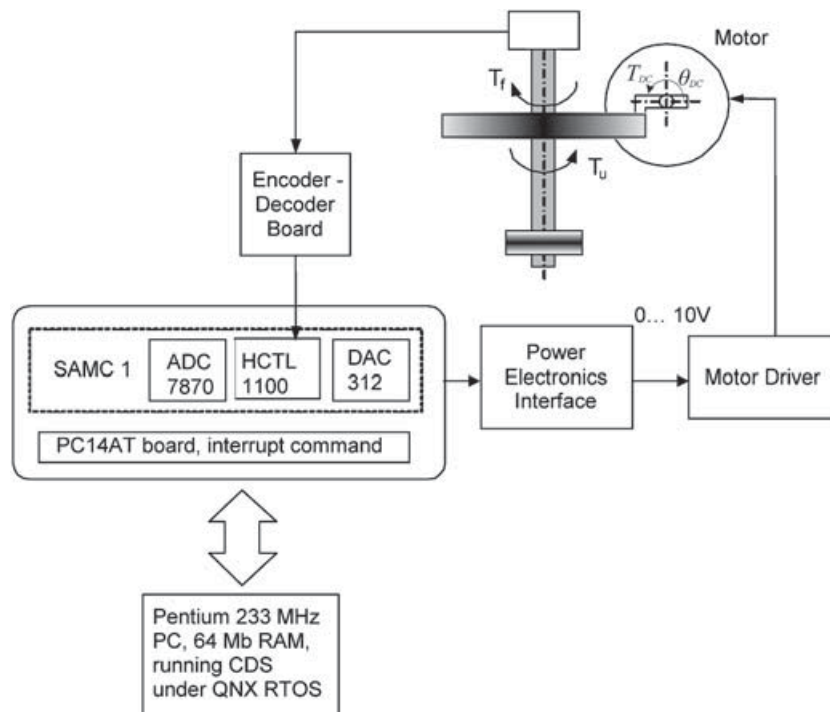 Motor
T_f
T_DC θ_DC
T_u
Encoder -
Decoder
Board
0... 10V
SAMC 1
ADC
7870
HCTL
1100
DAC
312
Power
Electronics
Interface
Motor Driver
PC14AT board, interrupt command
Pentium 233 MHz
PC, 64 Mb RAM,
running CDS
under QNX RTOS